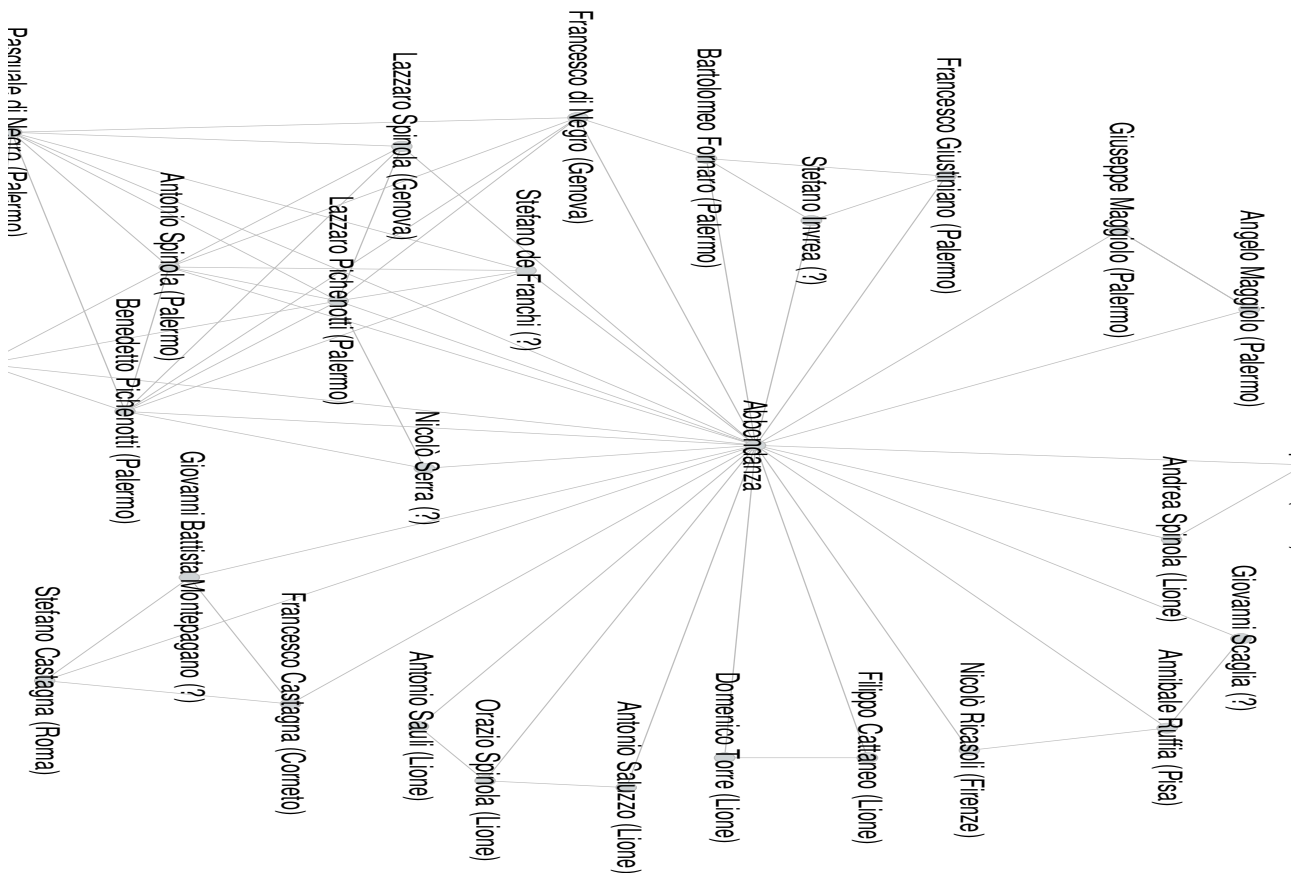 Pasquale di Negro (Palermo)
Antonio Spinola (Palermo)
Benedetto Pichenotti (Palermo)
Lazzaro Spinola (Genova)
Lazzaro Pichenotti (Palermo)
Stefano de Franchi (?)
Francesco di Negro (Genova)
Bartolomeo Fornaro (Palermo)
Stefano Invrea (?)
Francesco Giustiniano (Palermo)
Giuseppe Maggiolo (Palermo)
Angelo Maggiolo (Palermo)
Abbondanza
Nicolò Serra (?)
Giovanni Battista Montepagano (?)
Stefano Castagna (Roma)
Francesco Castagna (Corneto)
Antonio Sauli (Lione)
Orazio Spinola (Lione)
Antonio Saluzzo (Lione)
Domenico Torre (Lione)
Filippo Cattaneo (Lione)
Nicolò Ricasoli (Firenze)
Andrea Spinola (Lione)
Giovanni Scaglia (?)
Annibale Ruffia (Pisa)